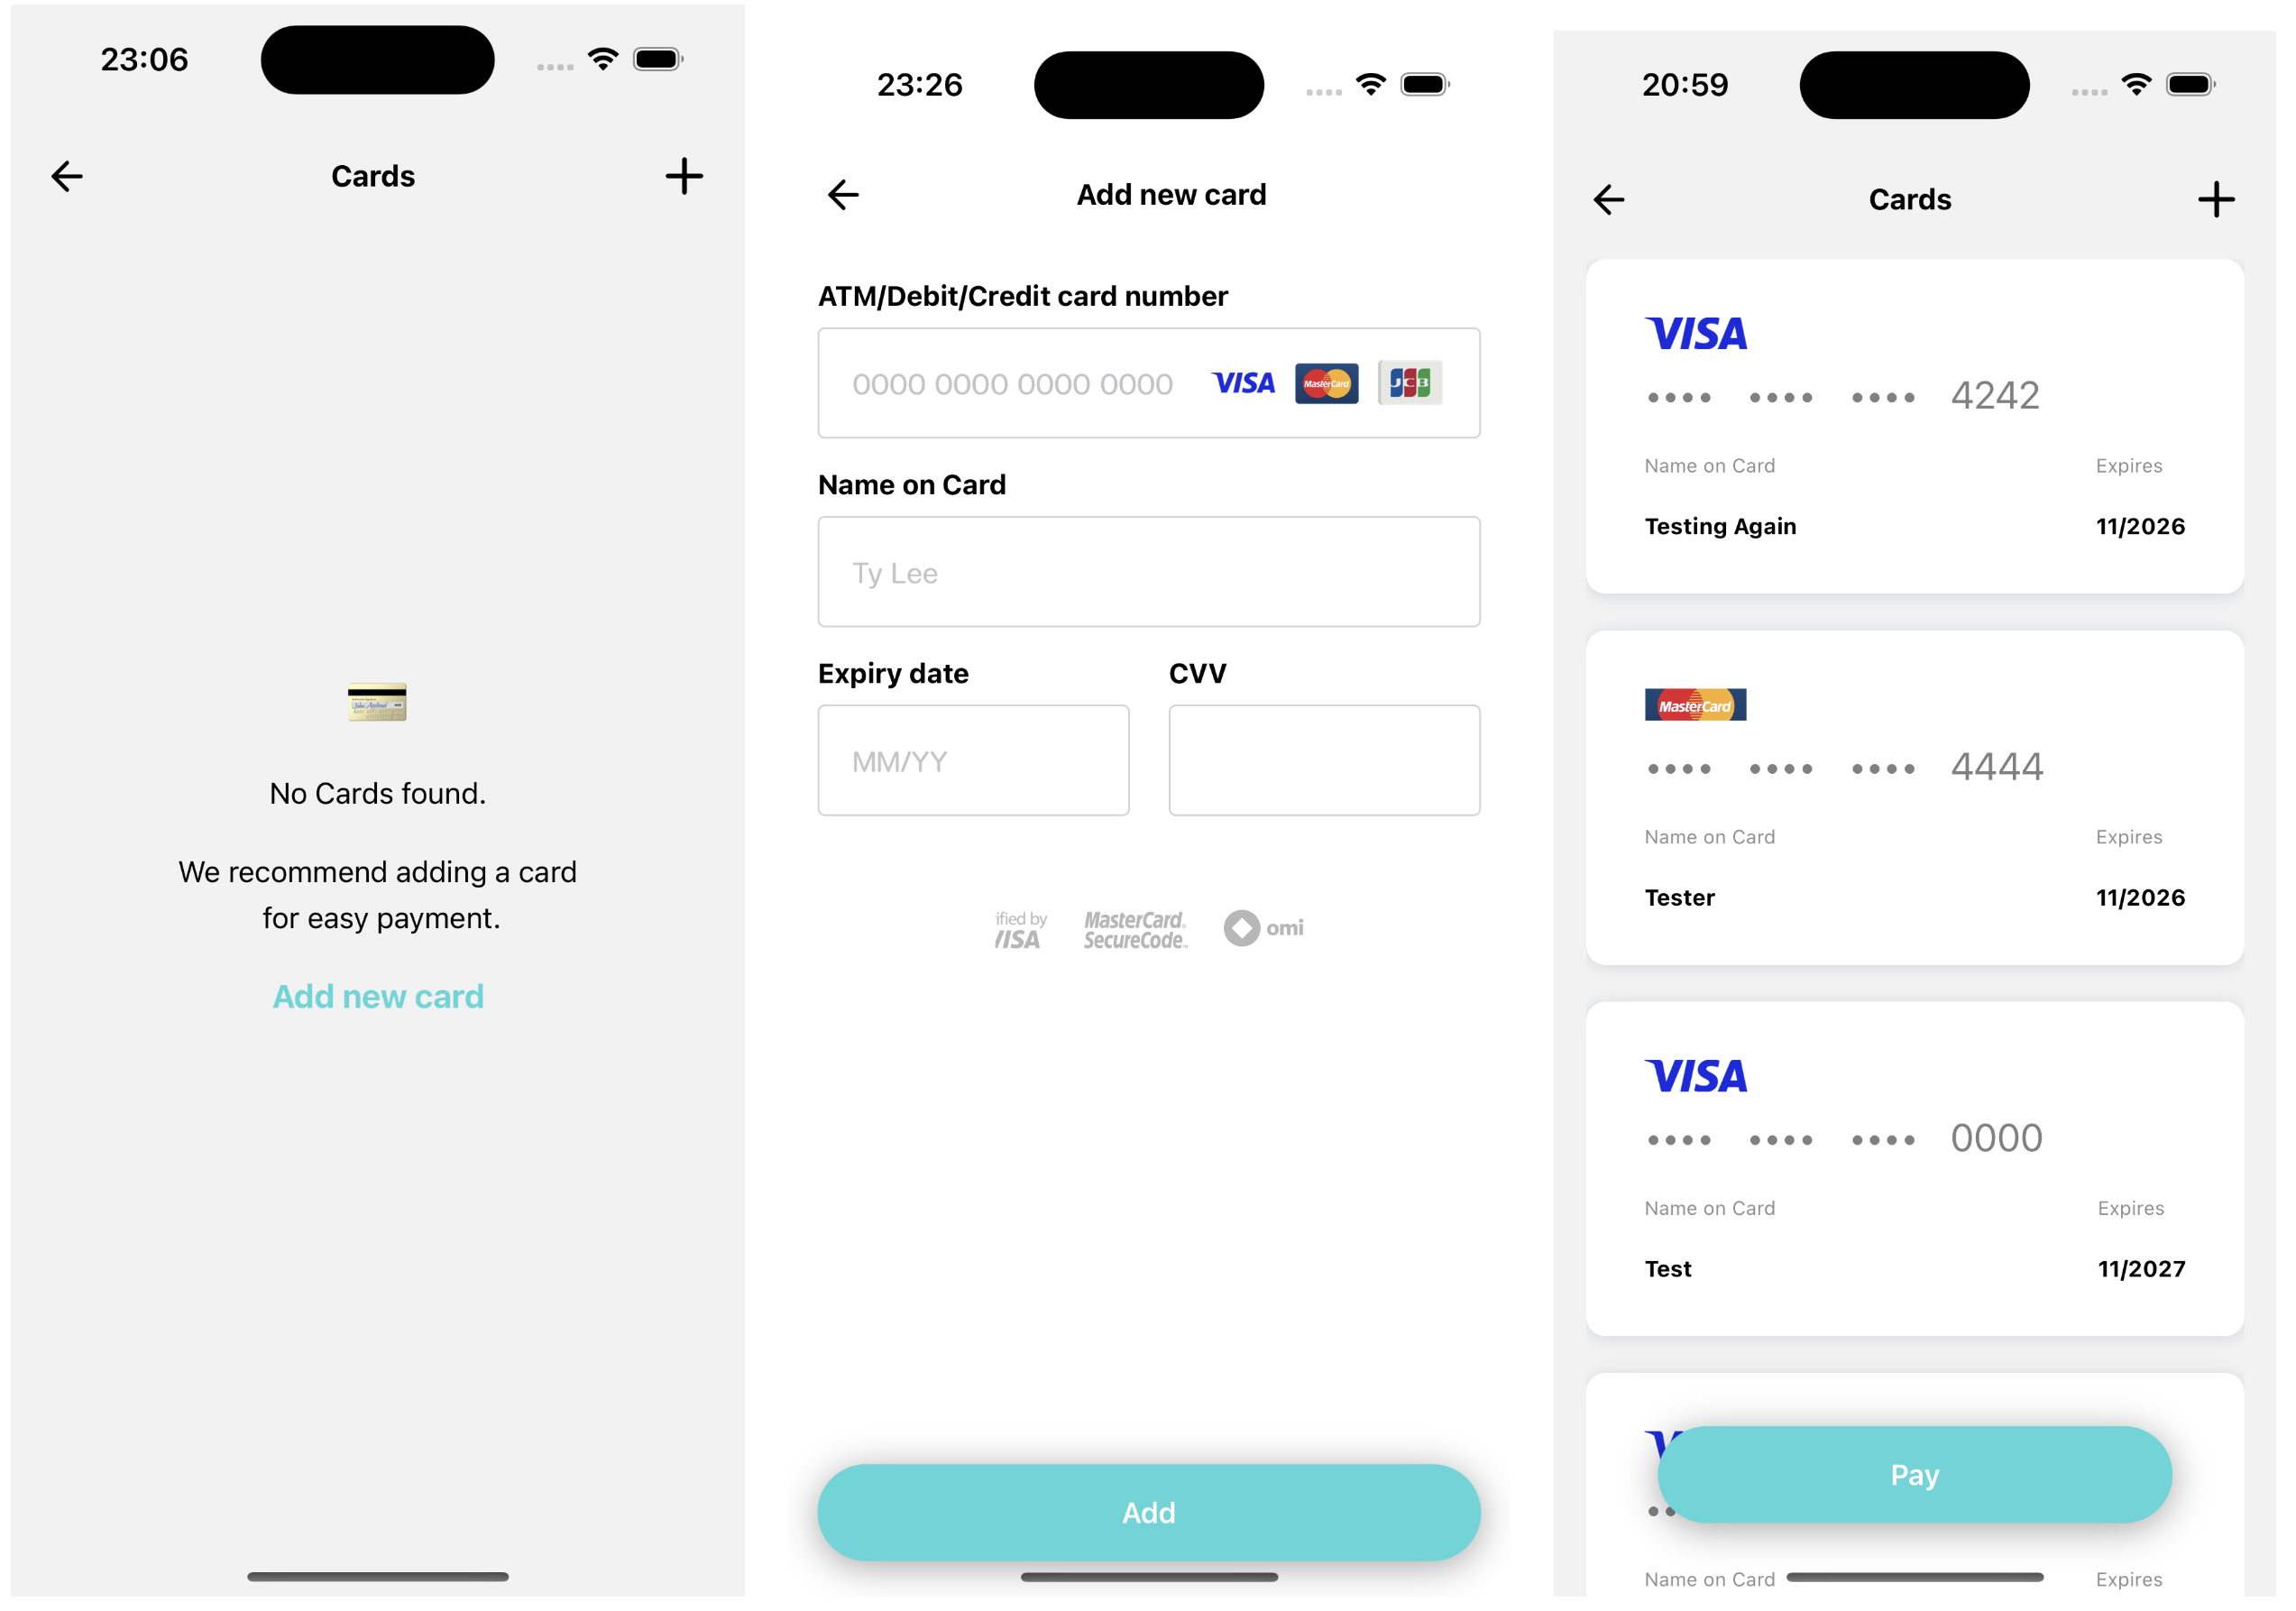 23:06
Cards
No Cards found.
We recommend adding a card
for easy payment.
Add new card
23:26
Add new card
ATM/Debit/Credit card number
0000 0000 0000 0000 VISA MasterCard JCB
Name on Card
Ty Lee
Expiry date CVV
MM/YY
ified by
VISA
MasterCard.
SecureCode™
omi
Add
20:59
Cards
VISA
•••• •••• •••• 4242
Name on Card Expires
Testing Again 11/2026
MasterCard
•••• •••• •••• 4444
Name on Card Expires
Tester 11/2026
VISA
•••• •••• •••• 0000
Name on Card Expires
Test 11/2027
V
Pay
Name on Card Expires